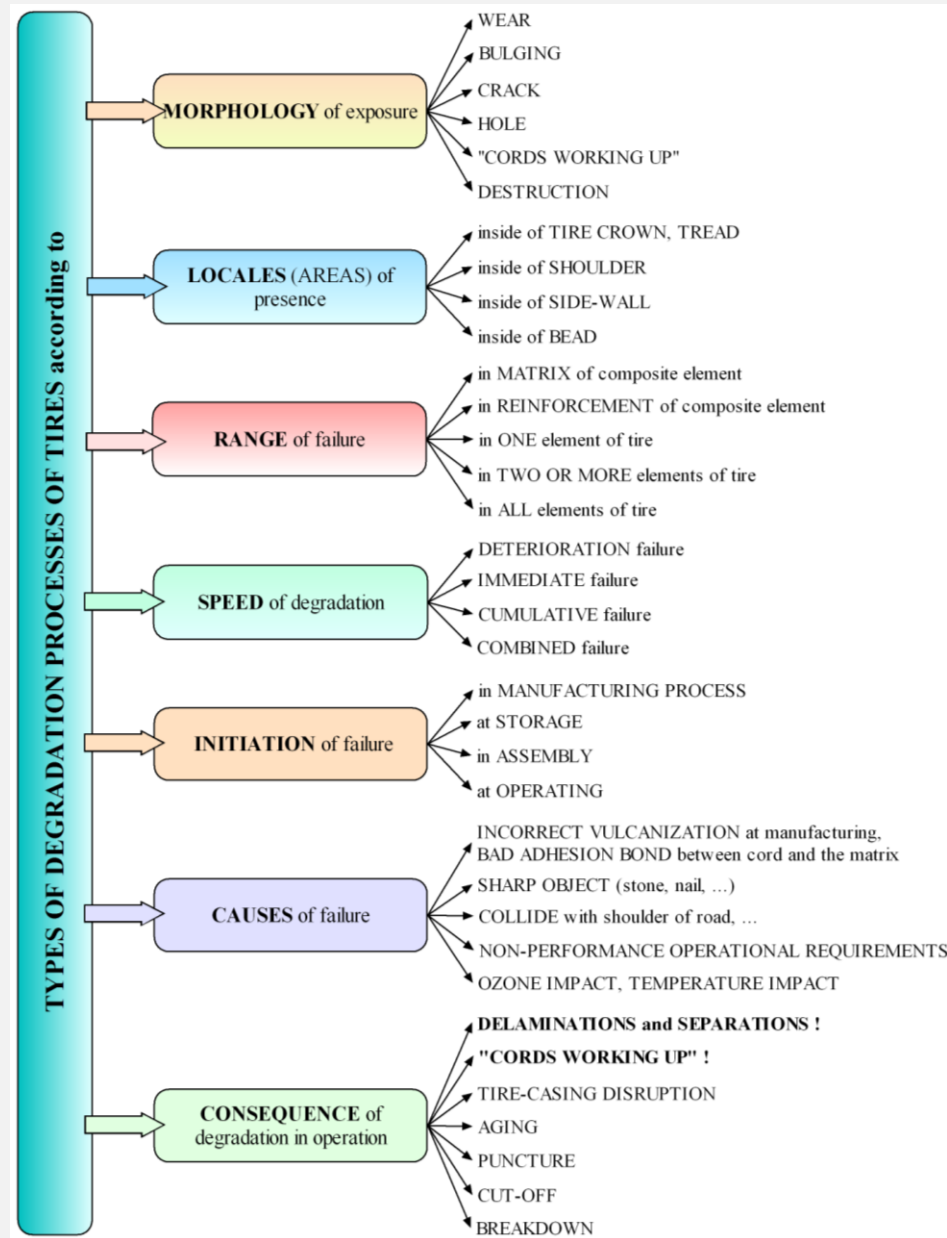 TYPES OF DEGRADATION PROCESSES OF TIRES according to
MORPHOLOGY of exposure
WEAR
BULGING
CRACK
HOLE
"CORDS WORKING UP"
DESTRUCTION
LOCALES (AREAS) of
presence
inside of TIRE CROWN, TREAD
inside of SHOULDER
inside of SIDE-WALL
inside of BEAD
RANGE of failure
in MATRIX of composite element
in REINFORCEMENT of composite element
in ONE element of tire
in TWO OR MORE elements of tire
in ALL elements of tire
SPEED of degradation
DETERIORATION failure
IMMEDIATE failure
CUMULATIVE failure
COMBINED failure
INITIATION of failure
in MANUFACTURING PROCESS
at STORAGE
in ASSEMBLY
at OPERATING
CAUSES of failure
INCORRECT VULCANIZATION at manufacturing,
BAD ADHESION BOND between cord and the matrix
SHARP OBJECT (stone, nail, ...)
COLLIDE with shoulder of road, ...
NON-PERFORMANCE OPERATIONAL REQUIREMENTS
OZONE IMPACT, TEMPERATURE IMPACT
CONSEQUENCE of
degradation in operation
DELAMINATIONS and SEPARATIONS !
"CORDS WORKING UP" !
TIRE-CASING DISRUPTION
AGING
PUNCTURE
CUT-OFF
BREAKDOWN